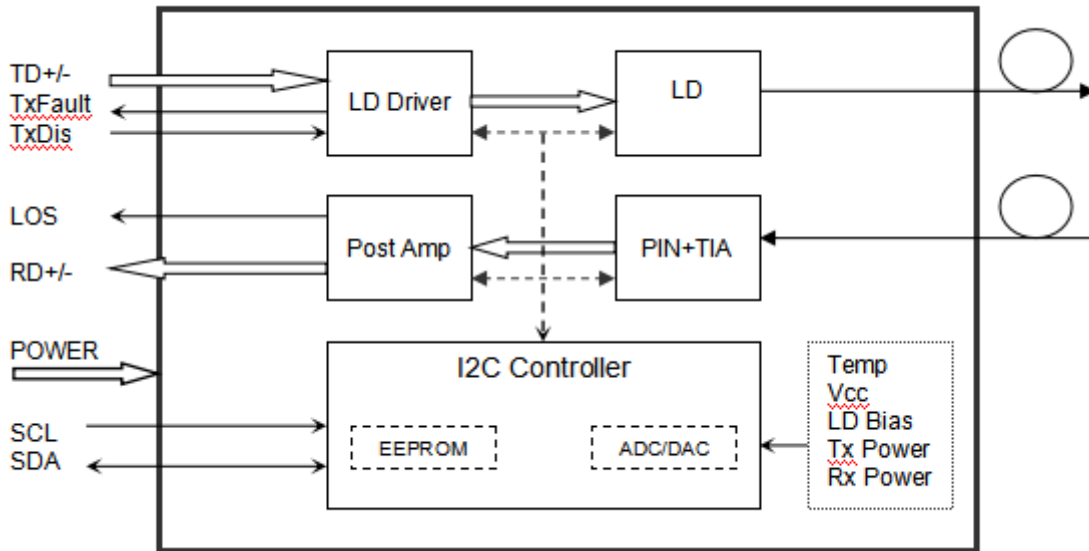 TD+/-
TxFault
TxDis
LD Driver
LD
LOS
RD+/-
Post Amp
PIN+TIA
POWER
SCL
SDA
I2C Controller
EEPROM
ADC/DAC
Temp
Vcc
LD Bias
Tx Power
Rx Power